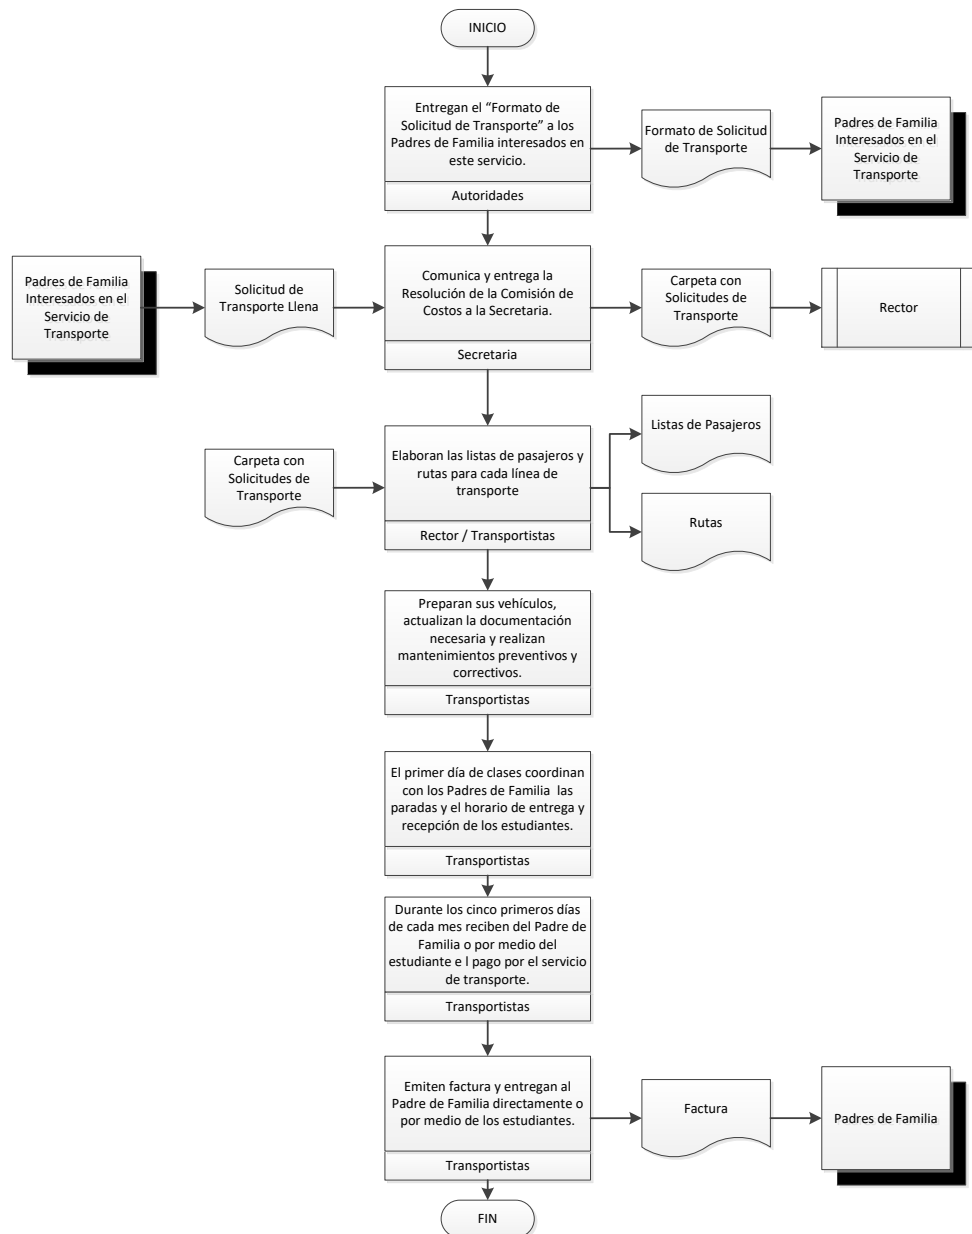 INICIO
Entregan el “Formato de
Solicitud de Transporte” a los
Padres de Familia interesados en
este servicio.
Autoridades
Formato de Solicitud
de Transporte
Padres de Familia
Interesados en el
Servicio de
Transporte
Padres de Familia
Interesados en el
Servicio de
Transporte
Solicitud de
Transporte Llena
Comunica y entrega la
Resolución de la Comisión de
Costos a la Secretaria.
Secretaria
Carpeta con
Solicitudes de
Transporte
Rector
Carpeta con
Solicitudes de
Transporte
Elaboran las listas de pasajeros y
rutas para cada línea de
transporte
Rector / Transportistas
Listas de Pasajeros
Rutas
Preparan sus vehículos,
actualizan la documentación
necesaria y realizan
mantenimientos preventivos y
correctivos.
Transportistas
El primer día de clases coordinan
con los Padres de Familia las
paradas y el horario de entrega y
recepción de los estudiantes.
Transportistas
Durante los cinco primeros días
de cada mes reciben del Padre de
Familia o por medio del
estudiante e l pago por el servicio
de transporte.
Transportistas
Emiten factura y entregan al
Padre de Familia directamente o
por medio de los estudiantes.
Transportistas
Factura
Padres de Familia
FIN